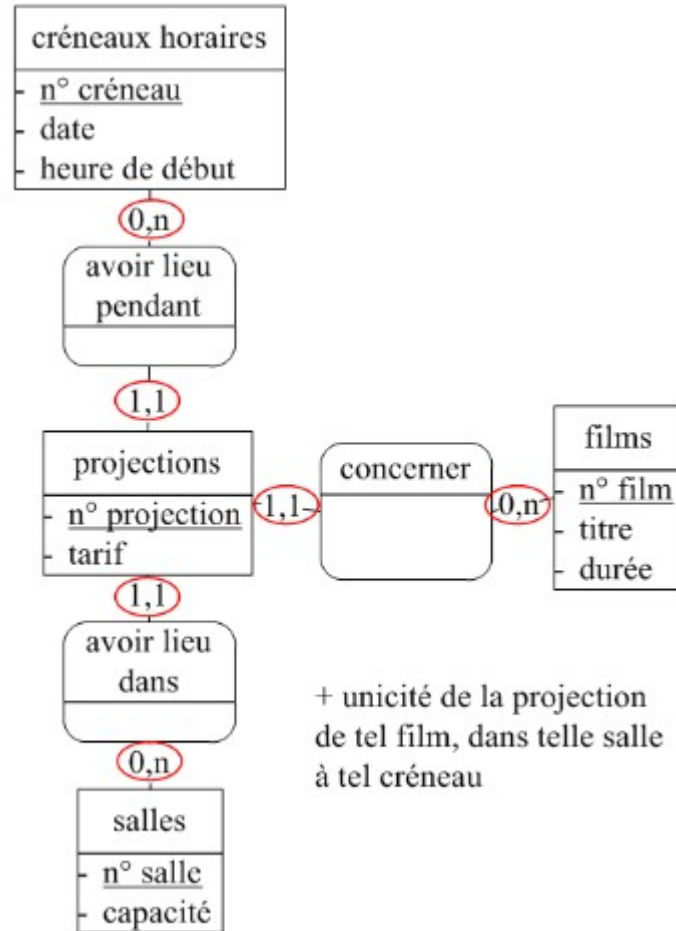 créneaux horaires
- n° créneau
- date
- heure de début
0,n
avoir lieu
pendant
1,1
projections
- n° projection
- tarif
1,1
concerner
0,n
films
- n° film
- titre
- durée
1,1
avoir lieu
dans
0,n
salles
- n° salle
- capacité
+ unicité de la projection
de tel film, dans telle salle
à tel créneau